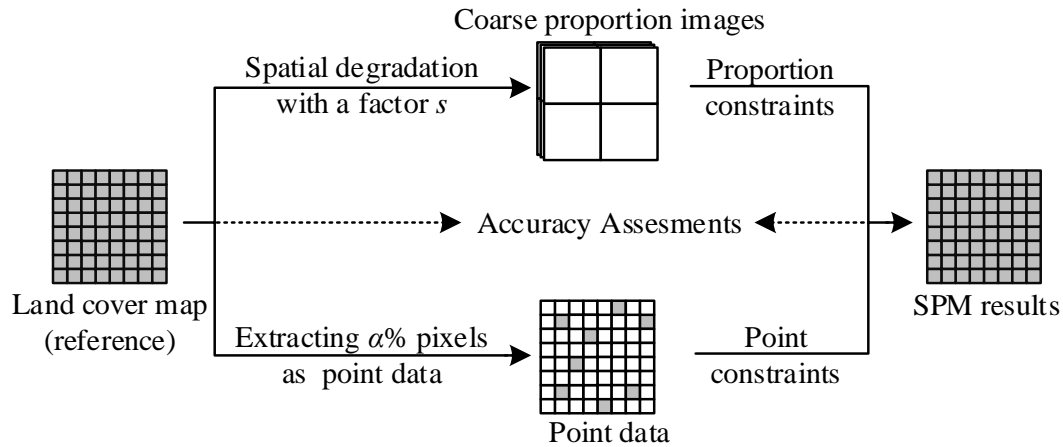 Coarse proportion images
Spatial degradation
with a factor s
Proportion
constraints
Accuracy Assesments
Land cover map
(reference)
SPM results
Extracting α% pixels
as point data
Point
constraints
Point data